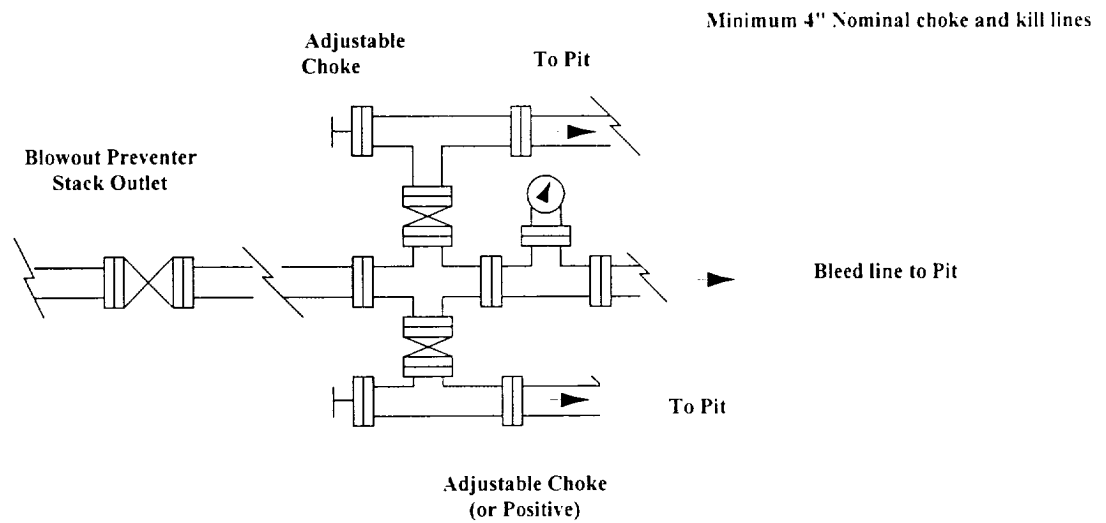 Minimum 4" Nominal choke and kill lines
Adjustable
Choke
To Pit
Blowout Preventer
Stack Outlet
Bleed line to Pit
To Pit
Adjustable Choke
(or Positive)